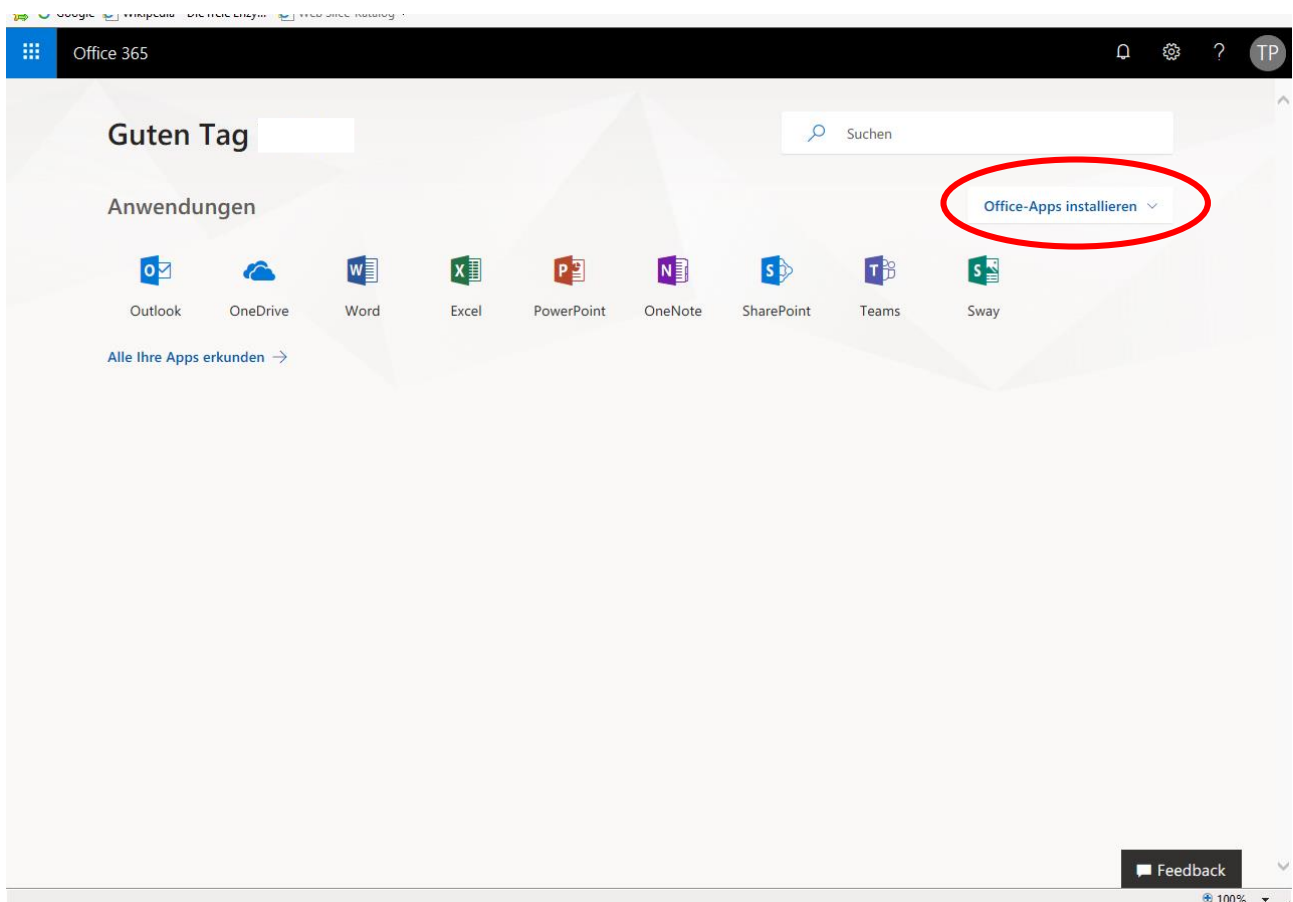 Office 365
?
TP
Guten Tag
Suchen
Anwendungen
Office-Apps installieren
Outlook OneDrive Word Excel PowerPoint OneNote SharePoint Teams Sway
Alle Ihre Apps erkunden →
Feedback
100%